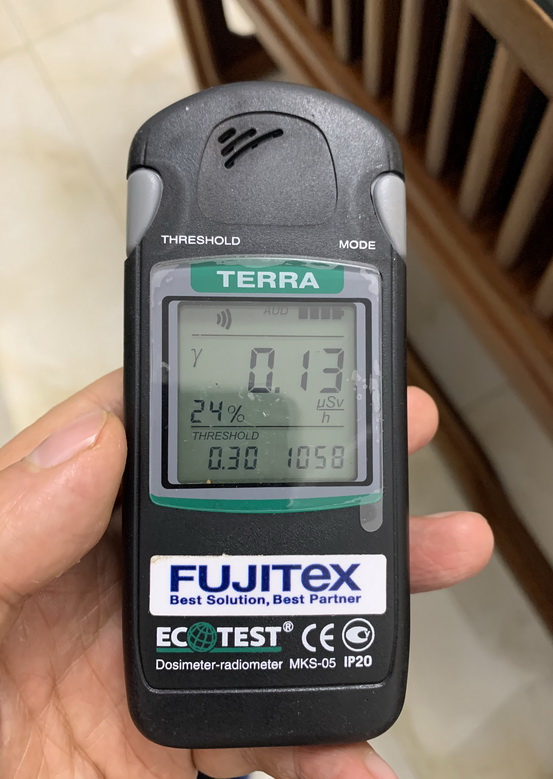 THRESHOLD MODE
TERRA
AUD
γ 0.13
24% µSv/h
THRESHOLD
0.30 1058
FUJITEX
Best Solution, Best Partner
ECOTEST® CE
Dosimeter-radiometer MKS-05 IP20